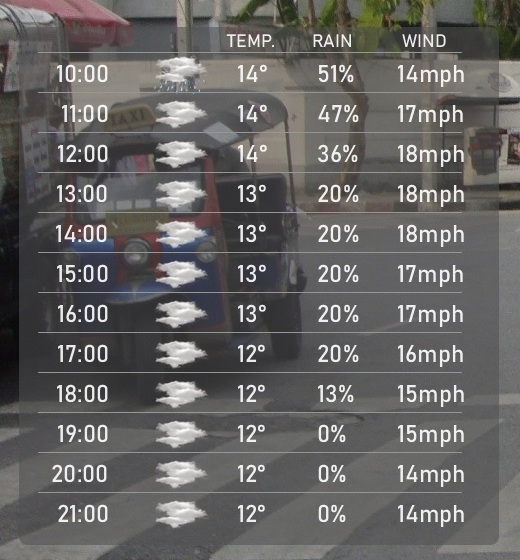 TEMP. RAIN WIND
10:00 14° 51% 14mph
11:00 14° 47% 17mph
TAXI
12:00 14° 36% 18mph
13:00 13° 20% 18mph
14:00 13° 20% 18mph
15:00 13° 20% 17mph
16:00 13° 20% 17mph
17:00 12° 20% 16mph
18:00 12° 13% 15mph
19:00 12° 0% 15mph
20:00 12° 0% 14mph
21:00 12° 0% 14mph